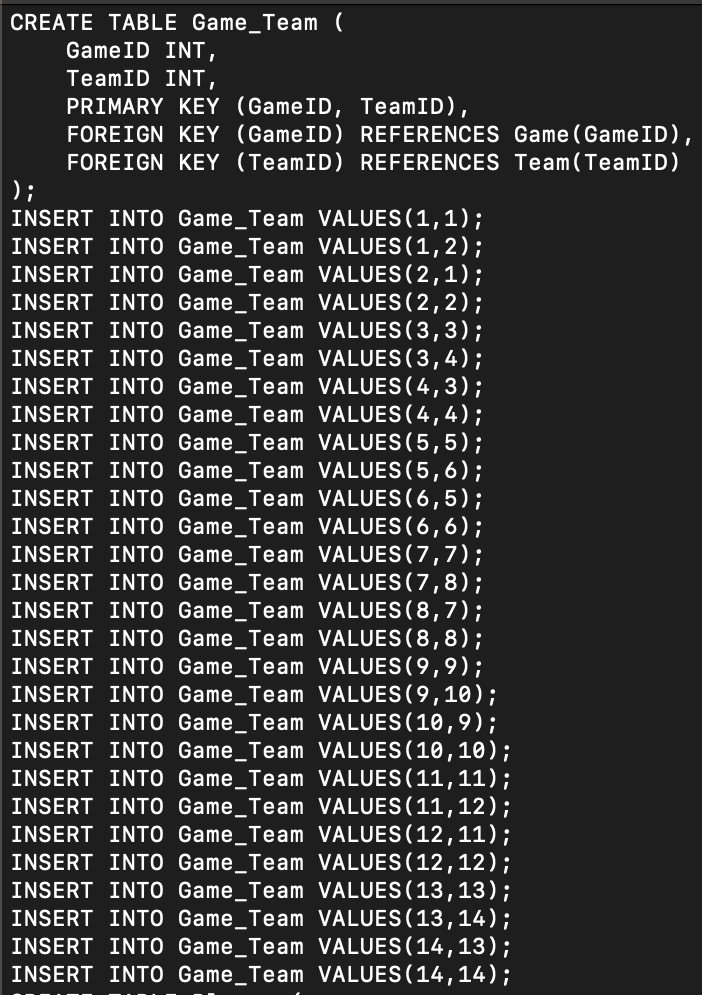 CREATE TABLE Game_Team (
    GameID INT,
    TeamID INT,
    PRIMARY KEY (GameID, TeamID),
    FOREIGN KEY (GameID) REFERENCES Game(GameID),
    FOREIGN KEY (TeamID) REFERENCES Team(TeamID)
);
INSERT INTO Game_Team VALUES(1,1);
INSERT INTO Game_Team VALUES(1,2);
INSERT INTO Game_Team VALUES(2,1);
INSERT INTO Game_Team VALUES(2,2);
INSERT INTO Game_Team VALUES(3,3);
INSERT INTO Game_Team VALUES(3,4);
INSERT INTO Game_Team VALUES(4,3);
INSERT INTO Game_Team VALUES(4,4);
INSERT INTO Game_Team VALUES(5,5);
INSERT INTO Game_Team VALUES(5,6);
INSERT INTO Game_Team VALUES(6,5);
INSERT INTO Game_Team VALUES(6,6);
INSERT INTO Game_Team VALUES(7,7);
INSERT INTO Game_Team VALUES(7,8);
INSERT INTO Game_Team VALUES(8,7);
INSERT INTO Game_Team VALUES(8,8);
INSERT INTO Game_Team VALUES(9,9);
INSERT INTO Game_Team VALUES(9,10);
INSERT INTO Game_Team VALUES(10,9);
INSERT INTO Game_Team VALUES(10,10);
INSERT INTO Game_Team VALUES(11,11);
INSERT INTO Game_Team VALUES(11,12);
INSERT INTO Game_Team VALUES(12,11);
INSERT INTO Game_Team VALUES(12,12);
INSERT INTO Game_Team VALUES(13,13);
INSERT INTO Game_Team VALUES(13,14);
INSERT INTO Game_Team VALUES(14,13);
INSERT INTO Game_Team VALUES(14,14);
CREATE TABLE